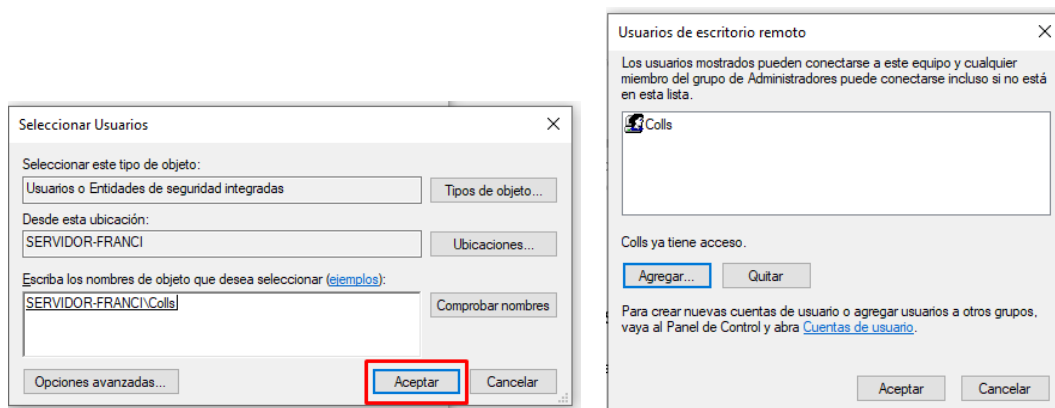 Seleccionar Usuarios
Seleccionar este tipo de objeto:
Usuarios o Entidades de seguridad integradas
Tipos de objeto...
Desde esta ubicación:
SERVIDOR-FRANCI
Ubicaciones...
Escriba los nombres de objeto que desea seleccionar (ejemplos):
SERVIDOR-FRANCI\Colls
Comprobar nombres
Opciones avanzadas...
Aceptar
Cancelar
Usuarios de escritorio remoto
Los usuarios mostrados pueden conectarse a este equipo y cualquier
miembro del grupo de Administradores puede conectarse incluso si no está
en esta lista.
Colls
Colls ya tiene acceso.
Agregar...
Quitar
Para crear nuevas cuentas de usuario o agregar usuarios a otros grupos,
vaya al Panel de Control y abra Cuentas de usuario.
Aceptar
Cancelar